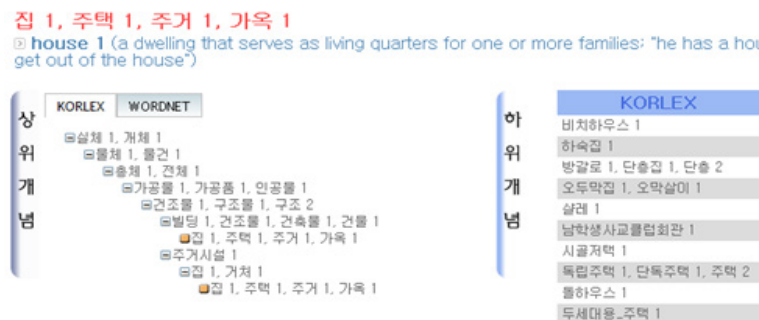 집 1, 주택 1, 주거 1, 가옥 1
house 1 (a dwelling that serves as living quarters for one or more families: "he has a hou
get out of the house")
상위개념
KORLEX WORDNET
실체 1, 개체 1
물체 1, 물건 1
총체 1, 전체 1
가공물 1, 가공품 1, 인공물 1
건조물 1, 구조물 1, 구조 2
빌딩 1, 건조물 1, 건축물 1, 건물 1
집 1, 주택 1, 주거 1, 가옥 1
주거시설 1
집 1, 거처 1
집 1, 주택 1, 주거 1, 가옥 1
하위개념
KORLEX
비치하우스 1
하숙집 1
방갈로 1, 단층집 1, 단층 2
오두막집 1, 오막살이 1
샬레 1
남학생사교클럽회관 1
시골저택 1
독립주택 1, 단독주택 1, 주택 2
돌하우스 1
두세대용_주택 1